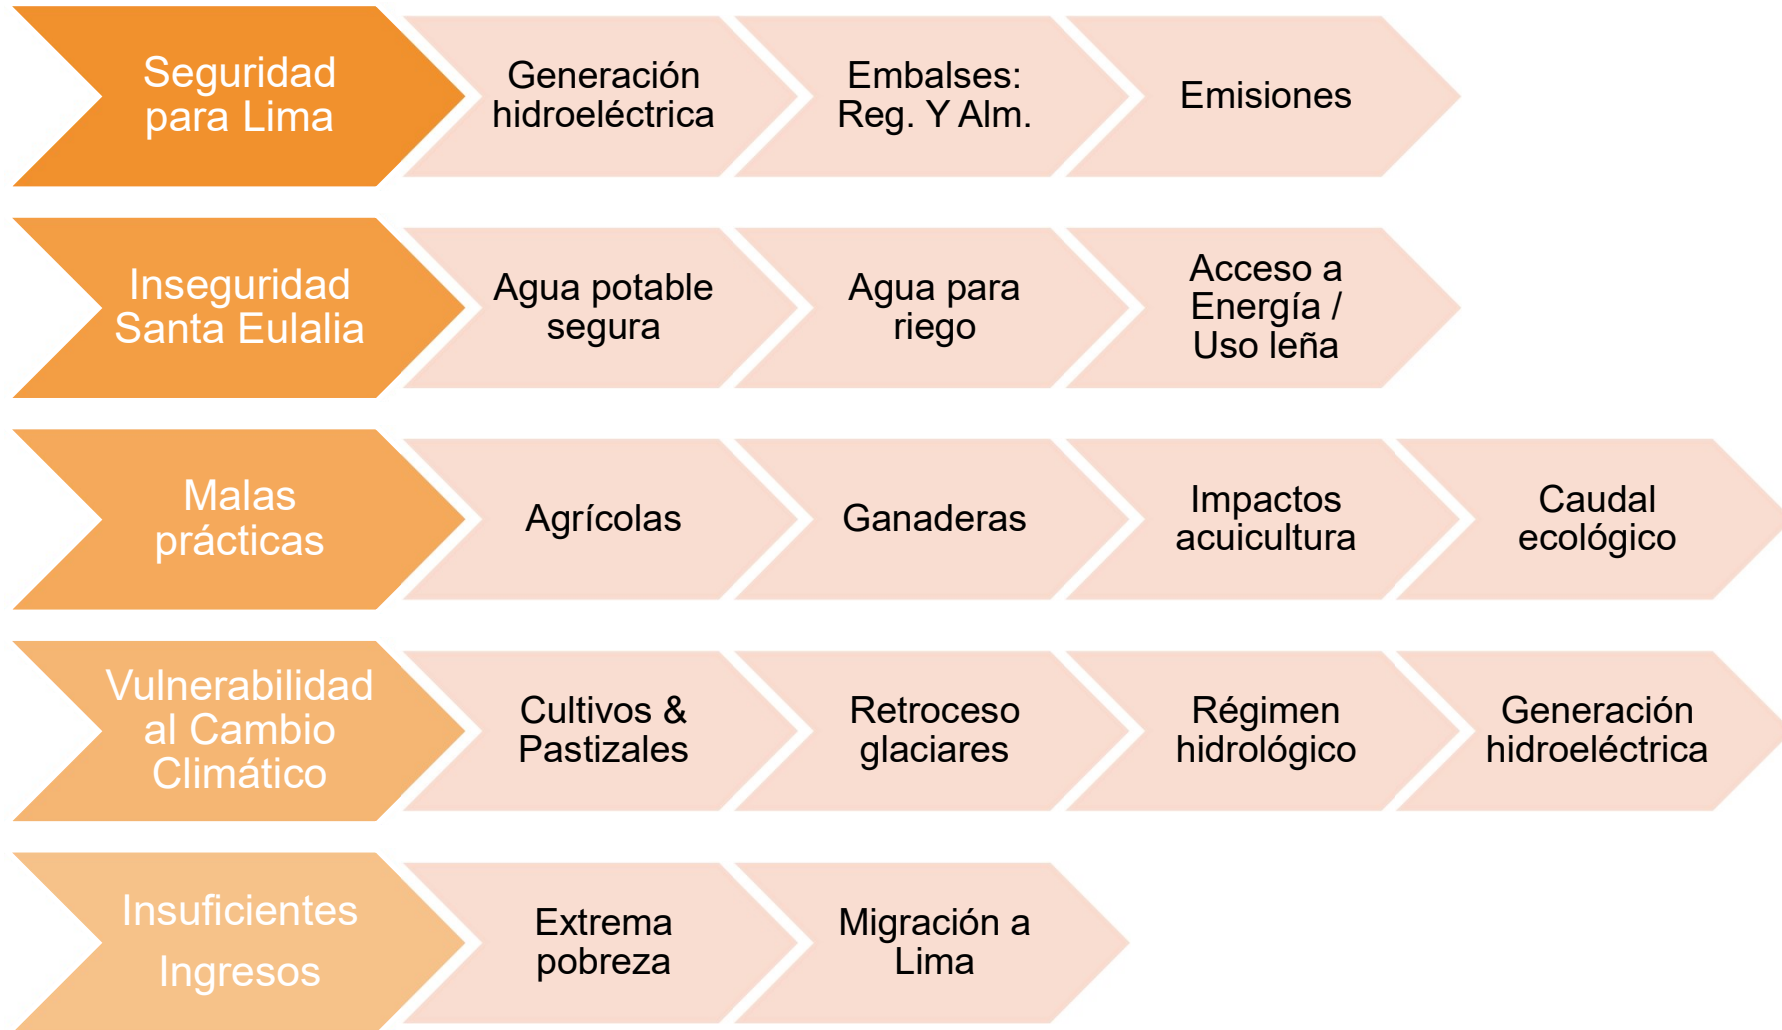 Seguridad
para Lima
Generación
hidroeléctrica
Embalses:
Reg. Y Alm.
Emisiones
Inseguridad
Santa Eulalia
Agua potable
segura
Agua para
riego
Acceso a
Energía /
Uso leña
Malas
prácticas
Agrícolas
Ganaderas
Impactos
acuicultura
Caudal
ecológico
Vulnerabilidad
al Cambio
Climático
Cultivos &
Pastizales
Retroceso
glaciares
Régimen
hidrológico
Generación
hidroeléctrica
Insuficientes
Ingresos
Extrema
pobreza
Migración a
Lima